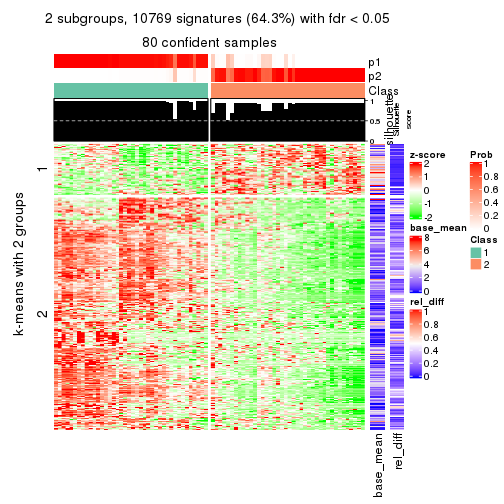 2 subgroups, 10769 signatures (64.3%) with fdr < 0.05
80 confident samples
p1
p2
Class
1
0.5
0
silhouette
Silhouette
score
k-means with 2 groups
1
2
base_mean
rel_diff
z-score
2
1
0
-1
-2
base_mean
8
6
4
2
0
rel_diff
1
0.8
0.6
0.4
0.2
0
Prob
1
0.8
0.6
0.4
0.2
0
Class
1
2